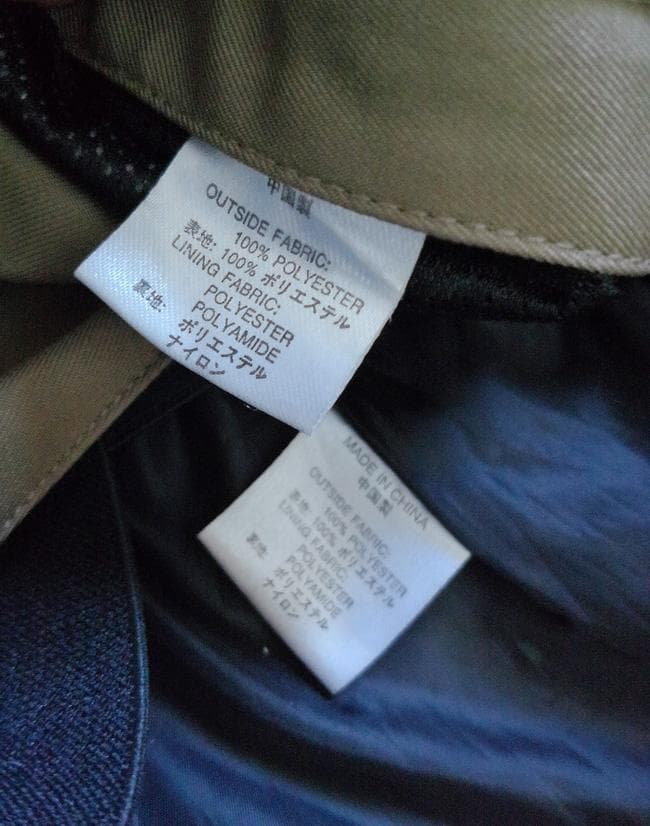 中国製
OUTSIDE FABRIC:
100% POLYESTER
表地: 100% ポリエステル
LINING FABRIC:
POLYESTER
POLYAMIDE
裏地: ポリエステル
ナイロン
MADE IN CHINA
中国製
OUTSIDE FABRIC:
100% POLYESTER
表地: 100% ポリエステル
LINING FABRIC:
POLYESTER
POLYAMIDE
裏地: ポリエステル
ナイロン